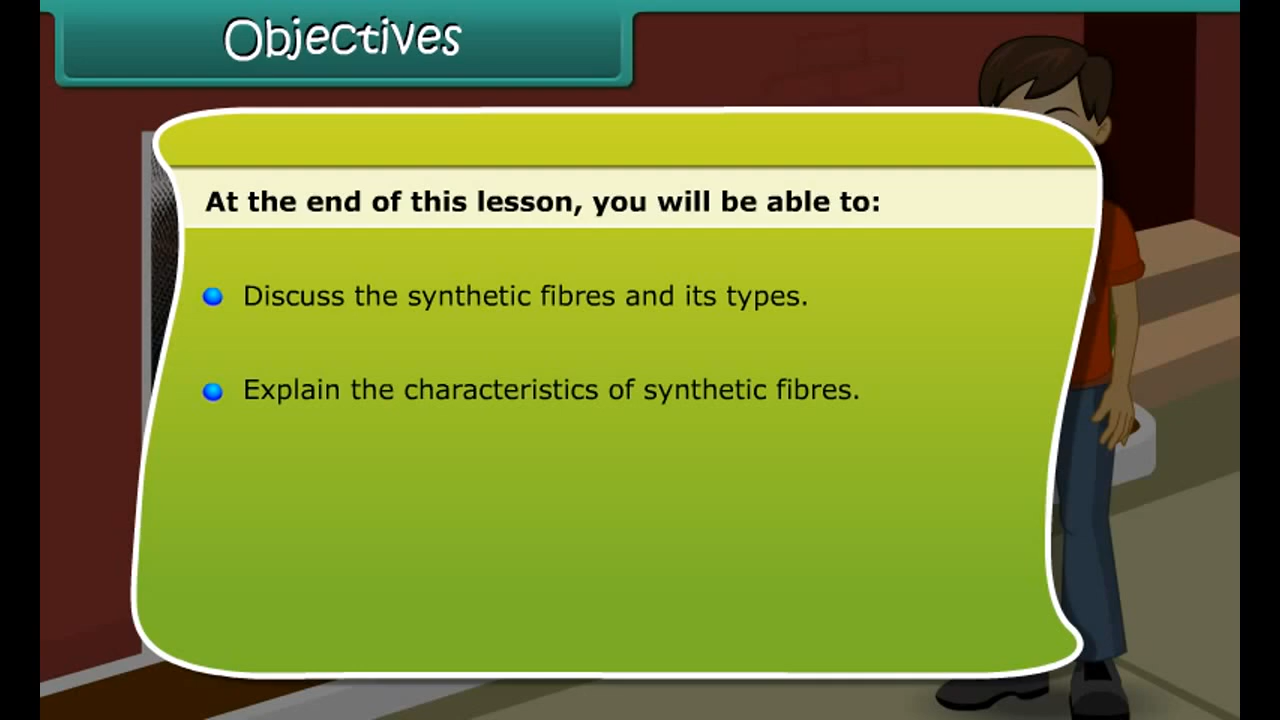 Objectives
At the end of this lesson, you will be able to:
Discuss the synthetic fibres and its types.
Explain the characteristics of synthetic fibres.